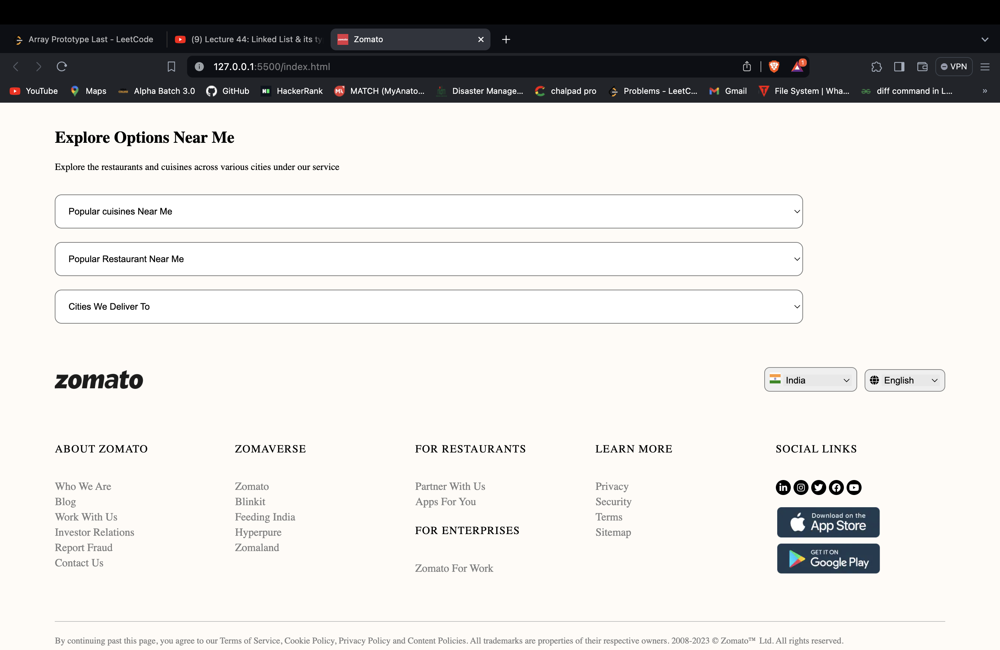 Array Prototype Last - LeetCode
(9) Lecture 44: Linked List & its ty
zomato
Zomato
127.0.0.1:5500/index.html
1
VPN
YouTube
Maps
Alpha Batch 3.0
GitHub
HackerRank
MATCH (MyAnato...
Disaster Manage...
chalpad pro
Problems - LeetC...
Gmail
File System | Wha...
diff command in L...
»
Explore Options Near Me
Explore the restaurants and cuisines across various cities under our service
Popular cuisines Near Me
Popular Restaurant Near Me
Cities We Deliver To
zomato
India
English
ABOUT ZOMATO
Who We Are
Blog
Work With Us
Investor Relations
Report Fraud
Contact Us
ZOMAVERSE
Zomato
Blinkit
Feeding India
Hyperpure
Zomaland
FOR RESTAURANTS
Partner With Us
Apps For You
FOR ENTERPRISES
Zomato For Work
LEARN MORE
Privacy
Security
Terms
Sitemap
SOCIAL LINKS
in
Download on the
App Store
GET IT ON
Google Play
By continuing past this page, you agree to our Terms of Service, Cookie Policy, Privacy Policy and Content Policies. All trademarks are properties of their respective owners. 2008-2023 © Zomato™ Ltd. All rights reserved.